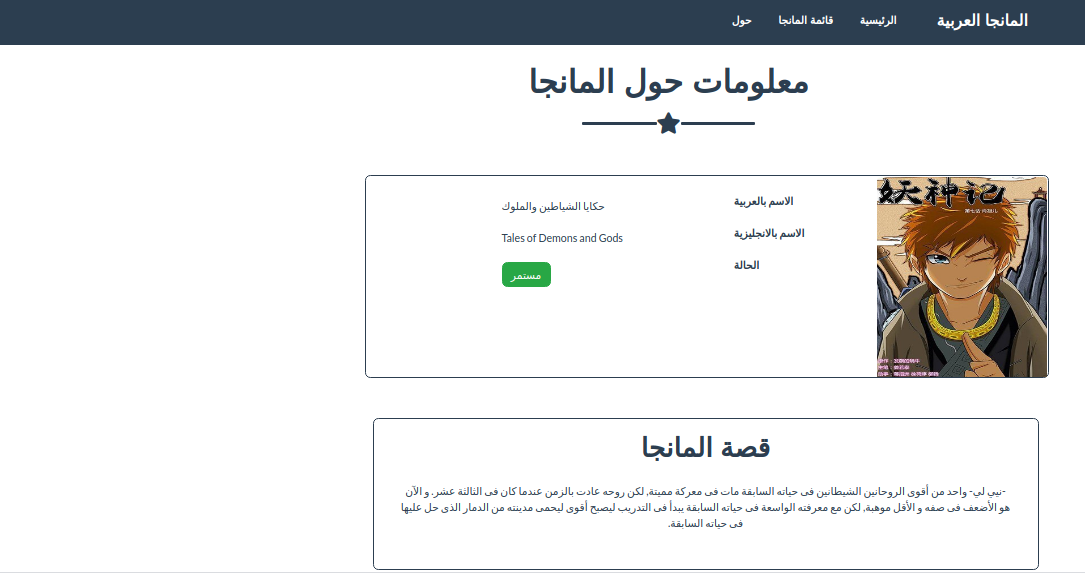 المانجا العربية
الرئيسية
قائمة المانجا
حول
معلومات حول المانجا
妖神记
الاسم بالعربية
حكايا الشياطين والملوك
الاسم بالانجليزية
Tales of Demons and Gods
الحالة
مستمر
قصة المانجا
-نيي لي- واحد من أقوى الروحانين الشيطانين فى حياته السابقة مات فى معركة مميتة, لكن روحه عادت بالزمن عندما كان فى الثالثة عشر. و الآن
هو الأضعف فى صفه و الأقل موهبة, لكن مع معرفته الواسعة فى حياته السابقة يبدأ فى التدريب ليصبح أقوى ليحمى مدينته من الدمار الذى حل عليها
فى حياته السابقة.